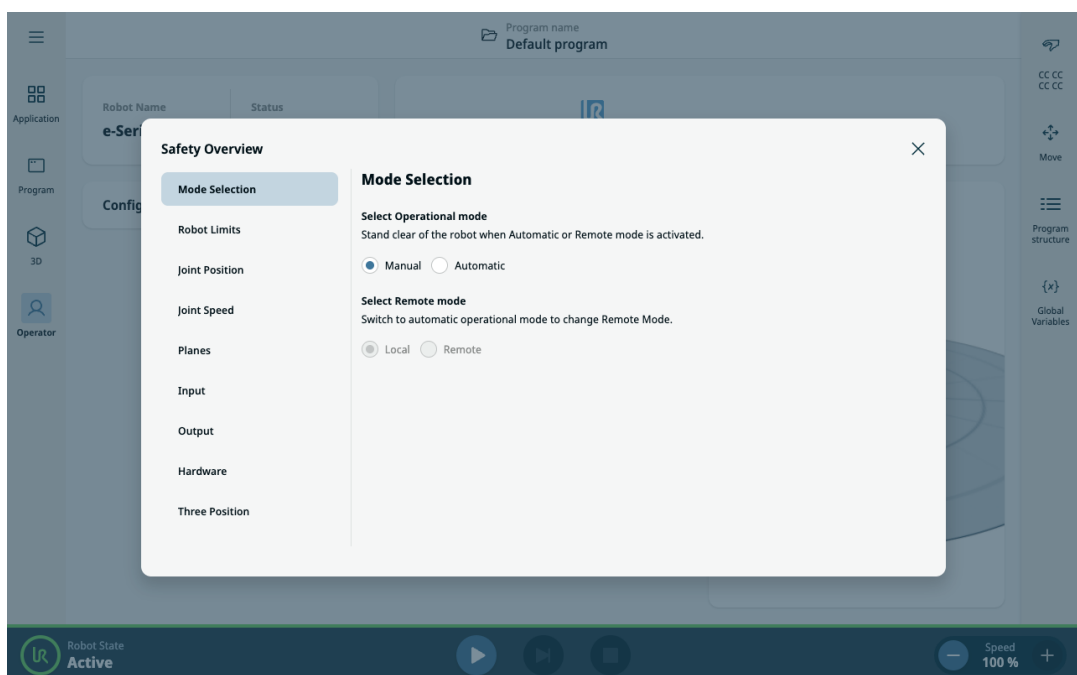 Program name
Default program
Application
Program
3D
Operator
Robot Name
Status
e-Seri
Config
Safety Overview
Mode Selection
Robot Limits
Joint Position
Joint Speed
Planes
Input
Output
Hardware
Three Position
Mode Selection
Select Operational mode
Stand clear of the robot when Automatic or Remote mode is activated.
Manual Automatic
Select Remote mode
Switch to automatic operational mode to change Remote Mode.
Local Remote
CC CC
CC CC
Move
Program
structure
{x}
Global
Variables
Robot State
Active
Speed
100 %